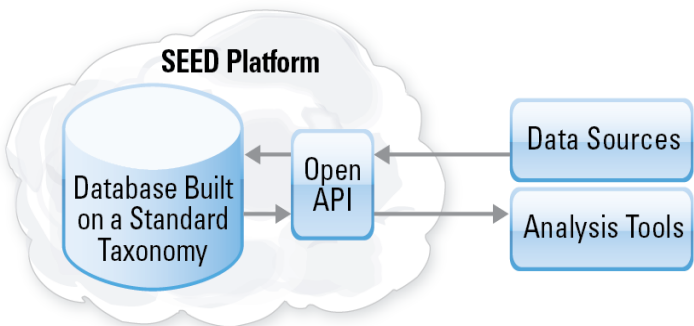 SEED Platform
Database Built
on a Standard
Taxonomy
Open
API
Data Sources
Analysis Tools